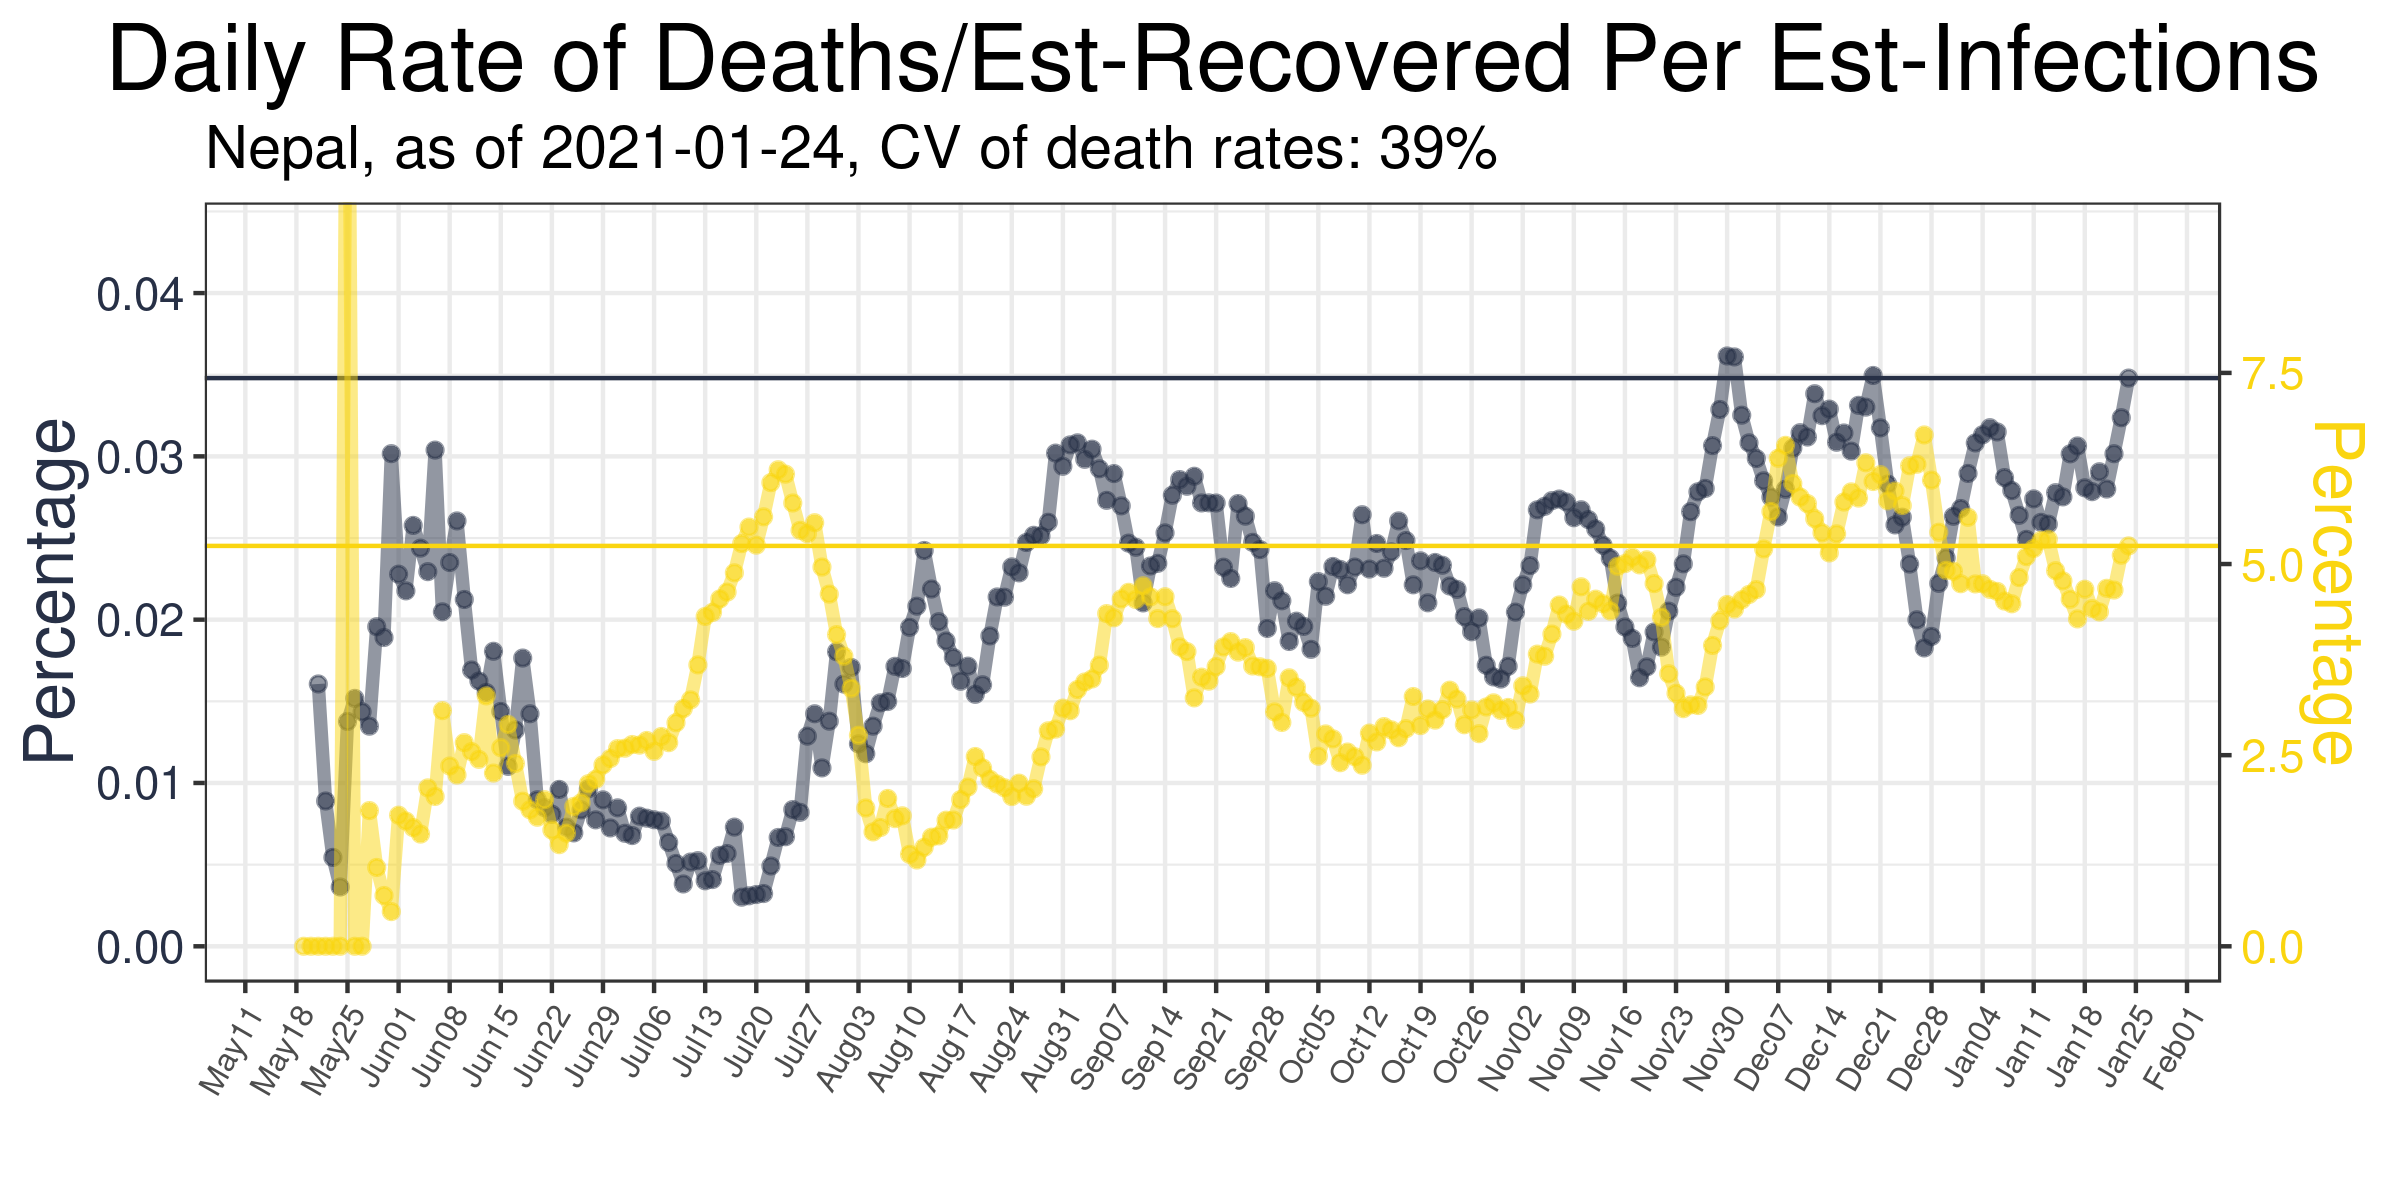 Daily Rate of Deaths/Est-Recovered Per Est-Infections
Nepal, as of 2021-01-24, CV of death rates: 39%
Percentage
0.04
0.03
0.02
0.01
0.00
7.5
5.0
2.5
0.0
Percentage
May11
May18
May25
Jun01
Jun08
Jun15
Jun22
Jun29
Jul06
Jul13
Jul20
Jul27
Aug03
Aug10
Aug17
Aug24
Aug31
Sep07
Sep14
Sep21
Sep28
Oct05
Oct12
Oct19
Oct26
Nov02
Nov09
Nov16
Nov23
Nov30
Dec07
Dec14
Dec21
Dec28
Jan04
Jan11
Jan18
Jan25
Feb01